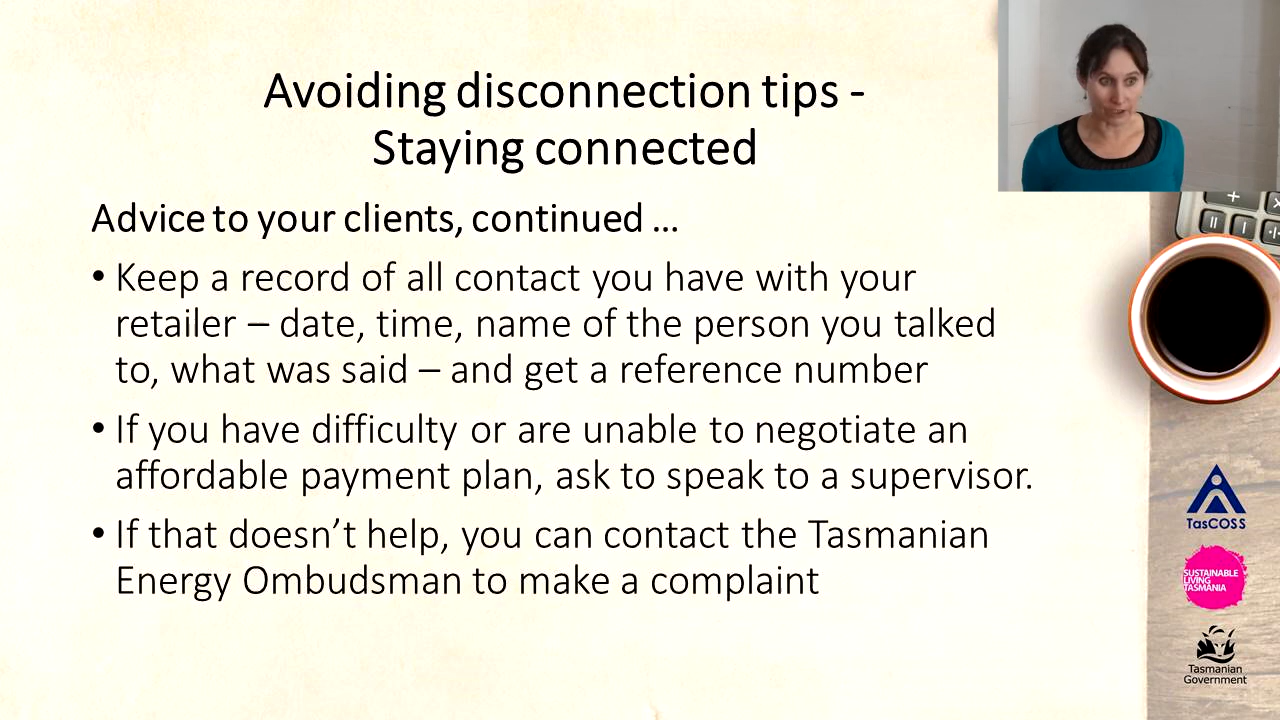 Avoiding disconnection tips -
Staying connected
Advice to your clients, continued ...
• Keep a record of all contact you have with your
retailer – date, time, name of the person you talked
to, what was said – and get a reference number
• If you have difficulty or are unable to negotiate an
affordable payment plan, ask to speak to a supervisor.
• If that doesn’t help, you can contact the Tasmanian
Energy Ombudsman to make a complaint
TasCOSS
SUSTAINABLE
LIVING
TASMANIA
Tasmanian
Government